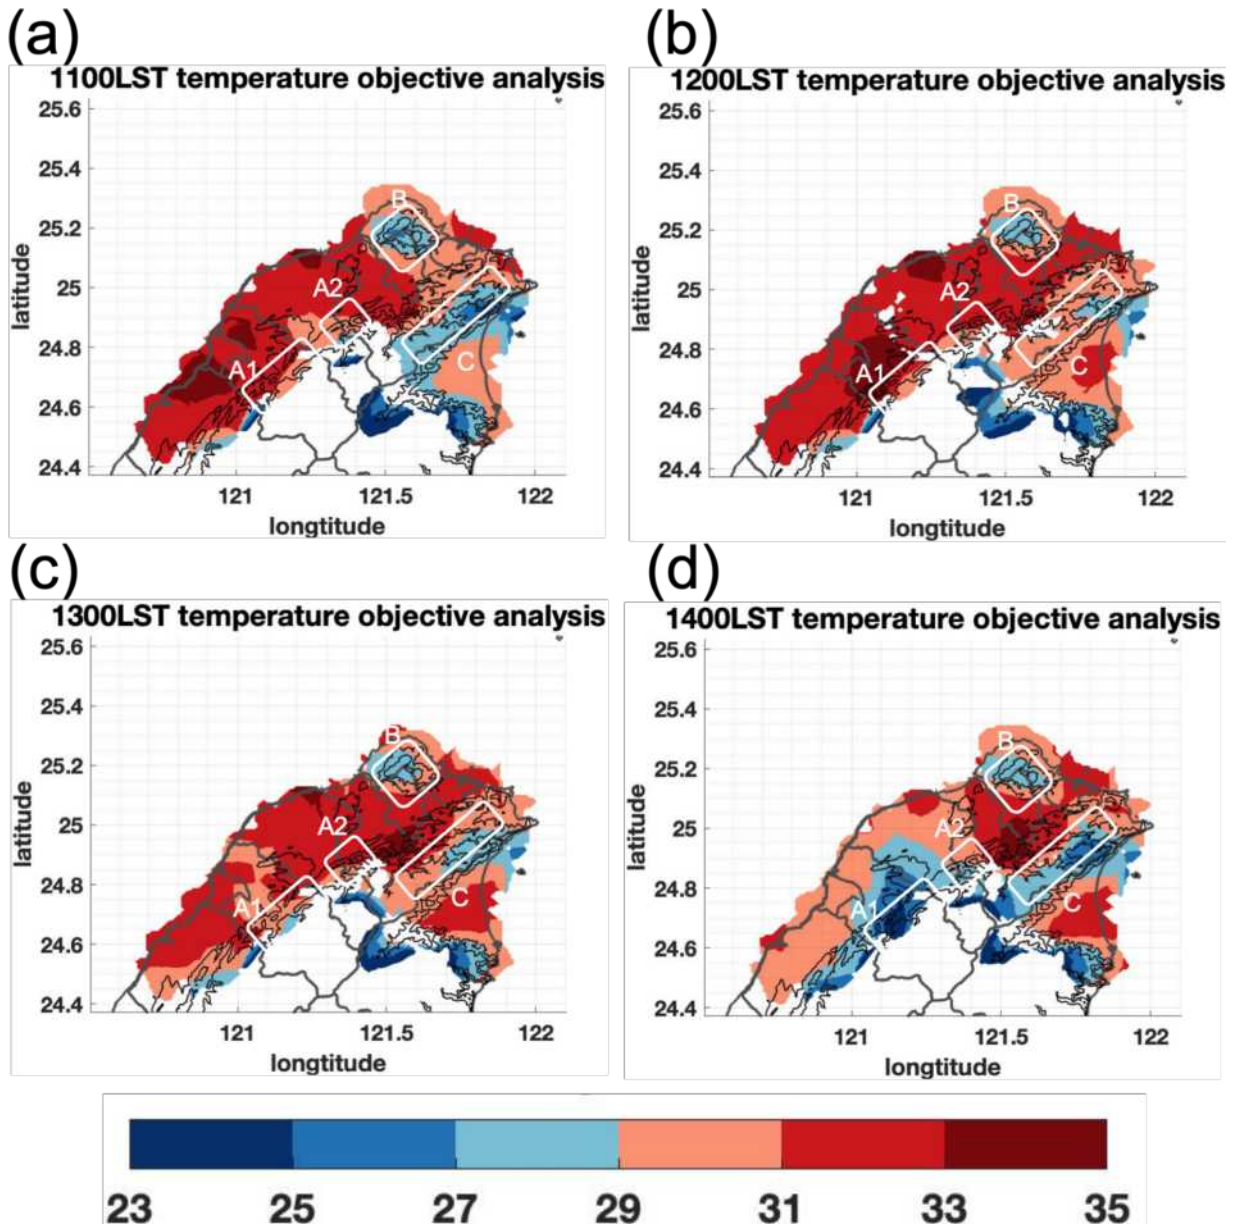 (a)
1100LST temperature objective analysis
25.6
25.4
25.2
25
24.8
24.6
24.4
latitude
121
121.5
122
longtitude
B
A2
A1
C
(b)
1200LST temperature objective analysis
25.6
25.4
25.2
25
24.8
24.6
24.4
latitude
121
121.5
122
longtitude
B
A2
A1
C
(c)
1300LST temperature objective analysis
25.6
25.4
25.2
25
24.8
24.6
24.4
latitude
121
121.5
122
longtitude
B
A2
A1
C
(d)
1400LST temperature objective analysis
25.6
25.4
25.2
25
24.8
24.6
24.4
latitude
121
121.5
122
longtitude
B
A2
A1
C
23 25 27 29 31 33 35